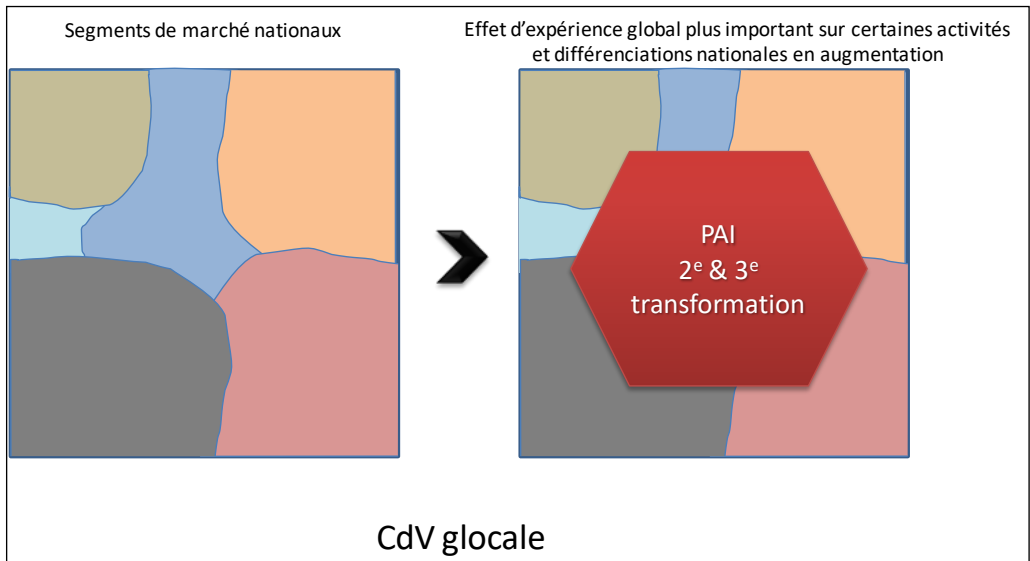 Segments de marché nationaux
Effet d’expérience global plus important sur certaines activités
et différenciations nationales en augmentation
PAI
2e & 3e
transformation
CdV glocale